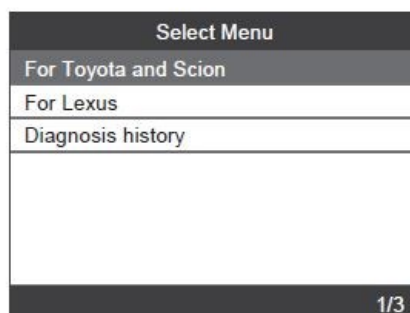 Select Menu
For Toyota and Scion
For Lexus
Diagnosis history
1/3